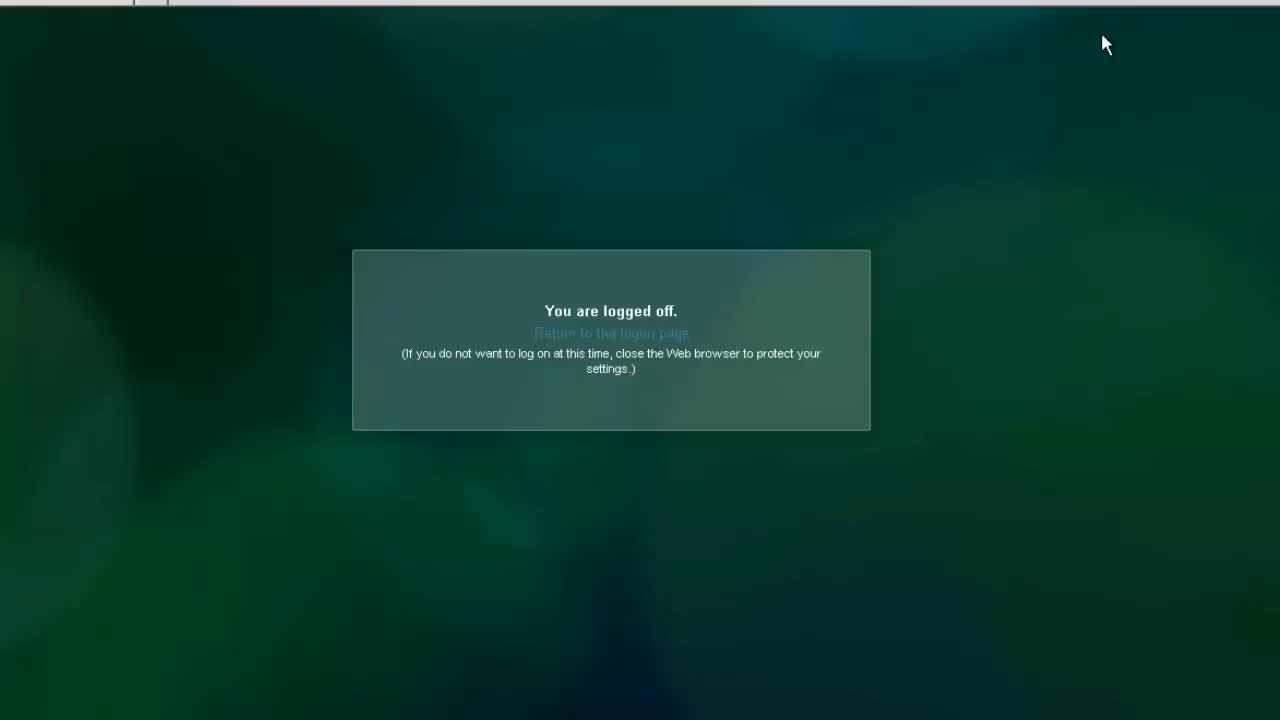 You are logged off.
Return to the logon page
(If you do not want to log on at this time, close the Web browser to protect your
settings.)